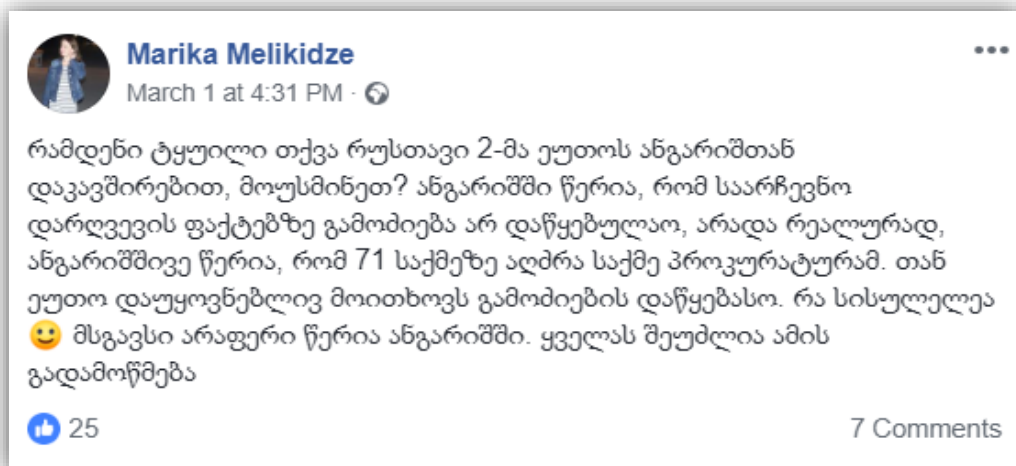 Marika Melikidze
March 1 at 4:31 PM ·
რამდენი ტყუილი თქვა რუსთავი 2-მა ეუთოს ანგარიშთან
დაკავშირებით, მოუსმინეთ? ანგარიშში წერია, რომ საარჩევნო
დარღვევის ფაქტებზე გამოძიება არ დაწყებულაო, არადა რეალურად,
ანგარიშშივე წერია, რომ 71 საქმეზე აღძრა საქმე პროკურატურამ. თან
ეუთო დაუყოვნებლივ მოითხოვს გამოძიების დაწყებასო. რა სისულელეა
🙂 მსგავსი არაფერი წერია ანგარიშში. ყველას შეუძლია ამის
გადამოწმება
25
7 Comments